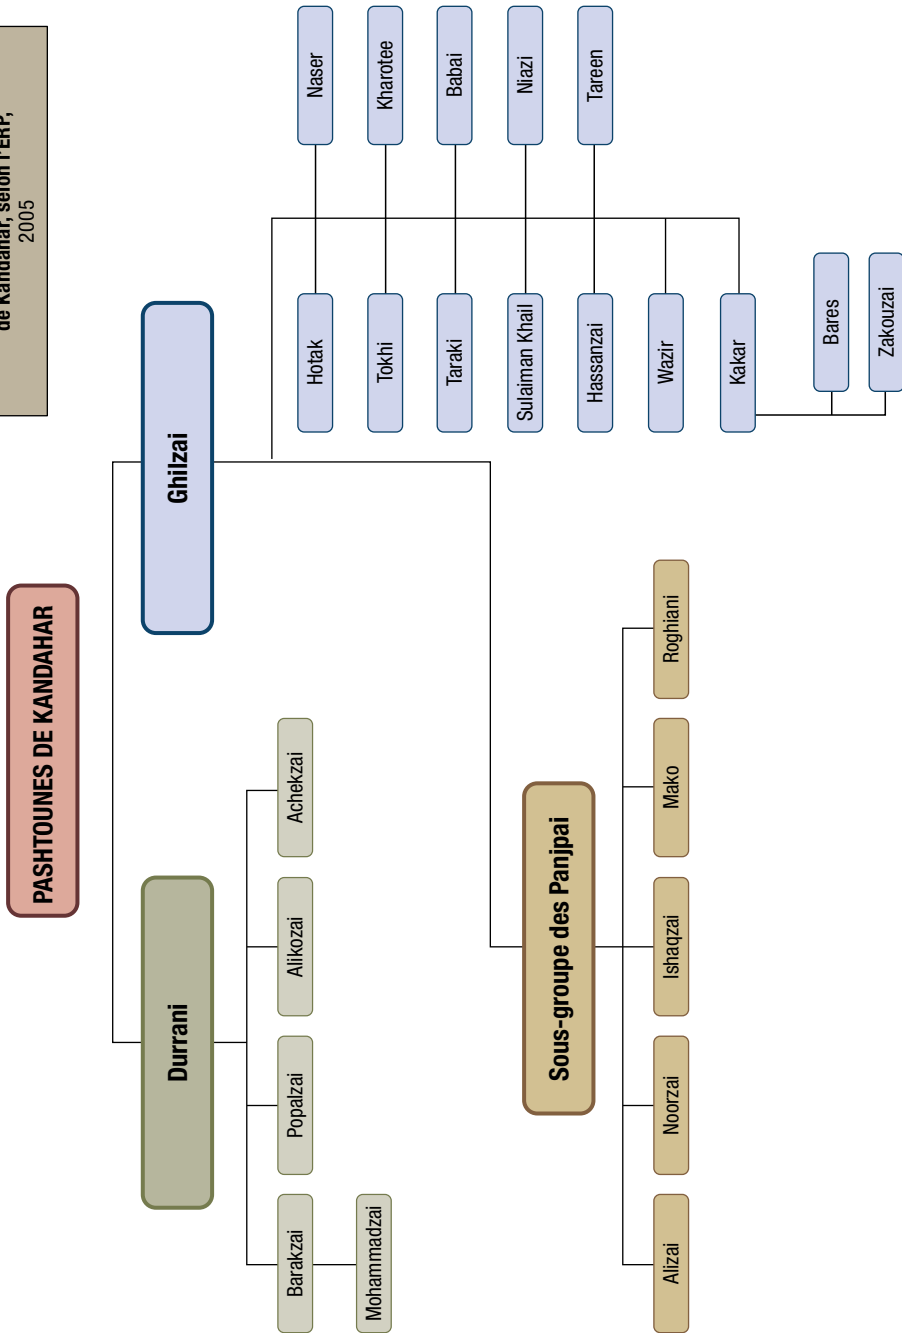 de Kandahar, selon l'ERP,
2005
PASHTOUNES DE KANDAHAR
Durrani
Ghilzai
Barakzai
Popalzai
Alikozai
Achekzai
Mohammadzai
Hotak
Naser
Tokhi
Kharotee
Taraki
Babai
Sulaiman Khail
Niazi
Hassanzai
Tareen
Wazir
Kakar
Bares
Zakouzai
Sous-groupe des Panjpai
Alizai
Noorzai
Ishaqzai
Mako
Roghiani